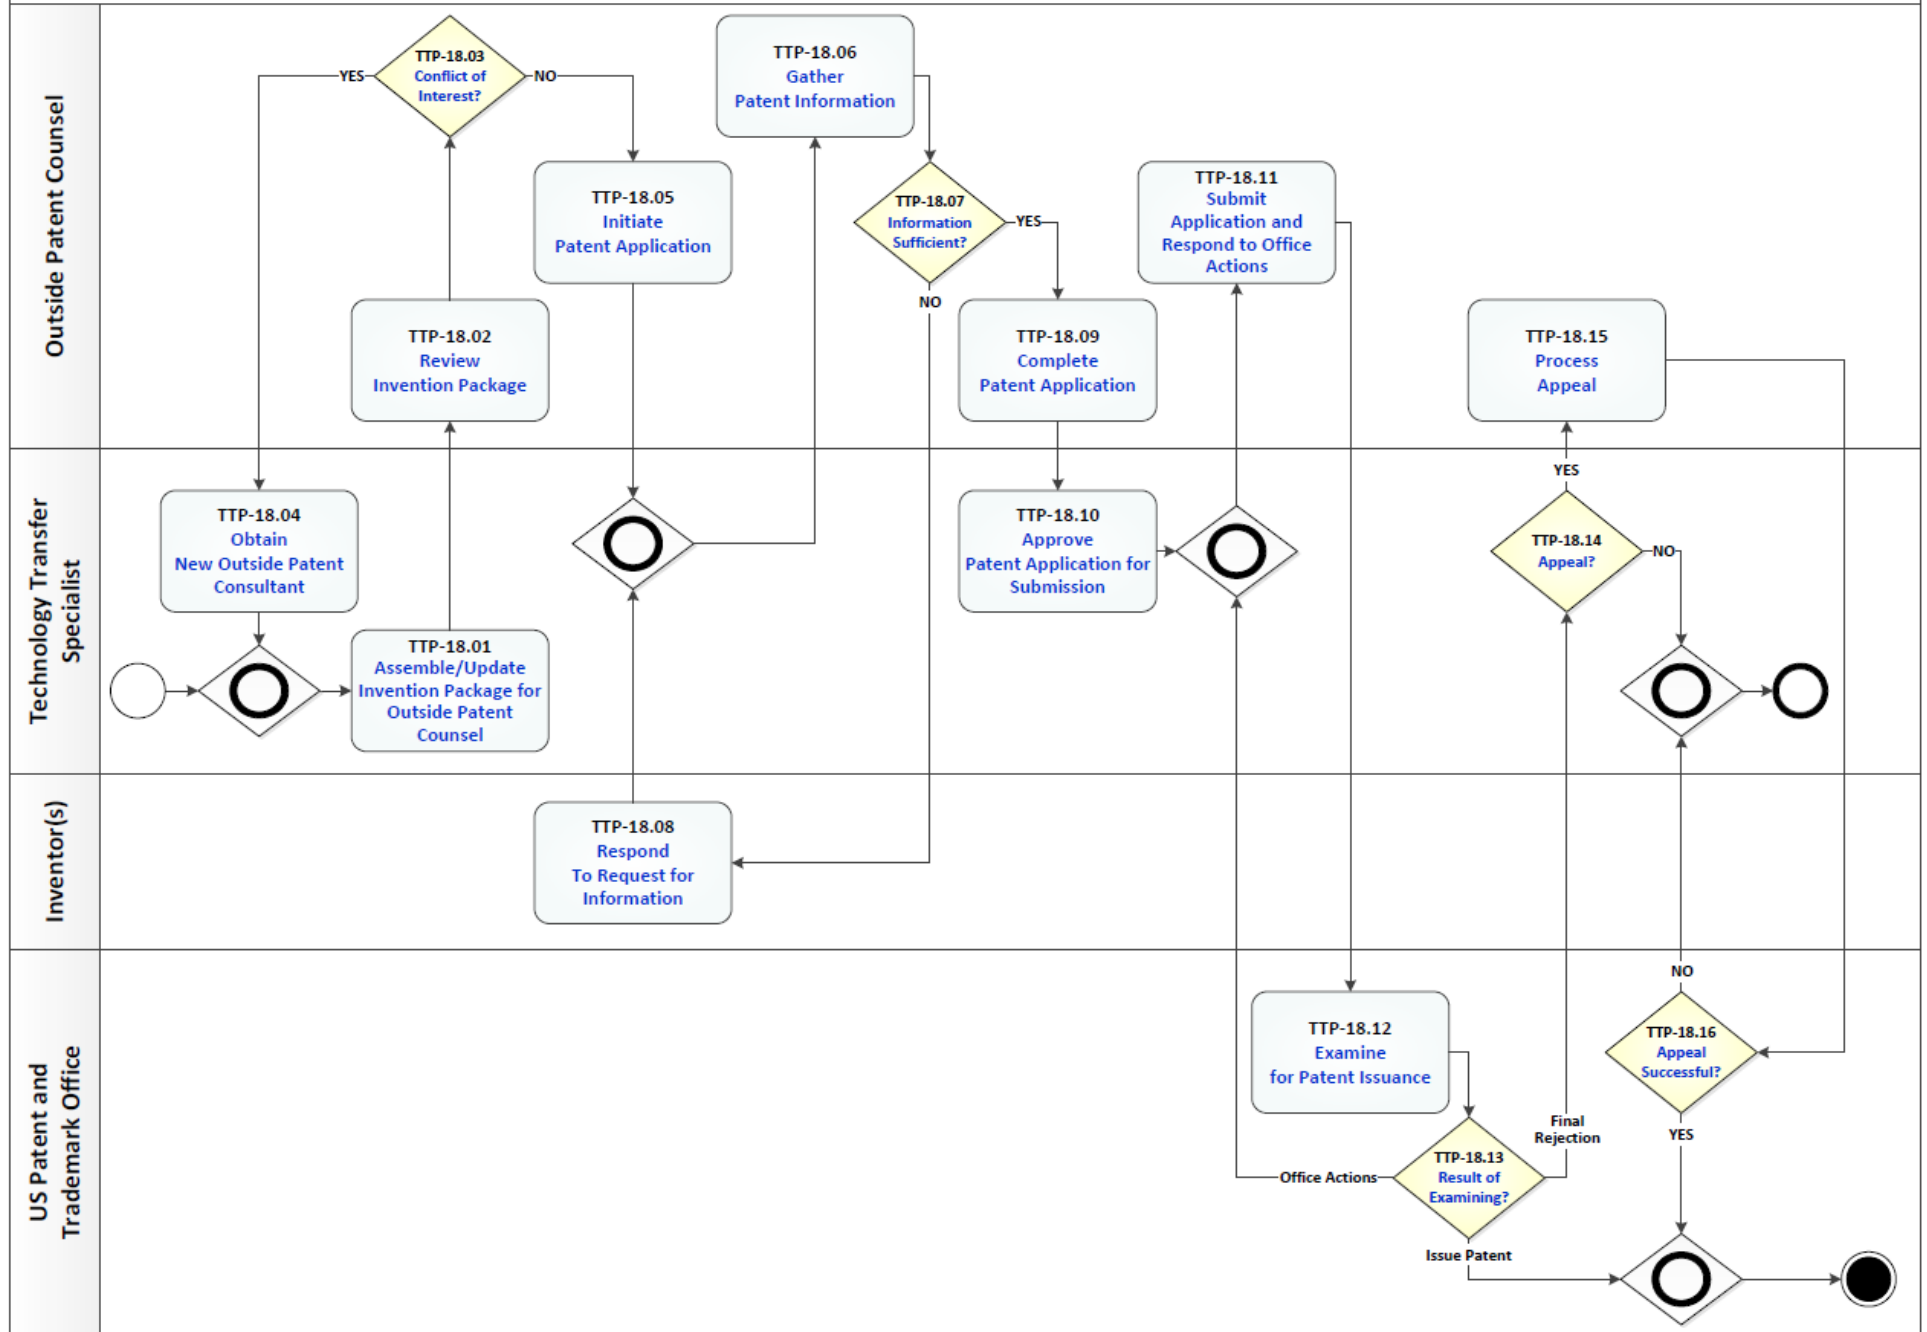 Outside Patent Counsel
TTP-18.03
Conflict of
Interest?
YES
NO
TTP-18.06
Gather
Patent Information
TTP-18.05
Initiate
Patent Application
TTP-18.07
Information
Sufficient?
YES
NO
TTP-18.11
Submit
Application and
Respond to Office
Actions
TTP-18.02
Review
Invention Package
TTP-18.09
Complete
Patent Application
TTP-18.15
Process
Appeal
Technology Transfer
Specialist
TTP-18.04
Obtain
New Outside Patent
Consultant
TTP-18.01
Assemble/Update
Invention Package for
Outside Patent
Counsel
TTP-18.10
Approve
Patent Application for
Submission
YES
TTP-18.14
Appeal?
NO
Inventor(s)
TTP-18.08
Respond
To Request for
Information
US Patent and
Trademark Office
TTP-18.12
Examine
for Patent Issuance
NO
TTP-18.16
Appeal
Successful?
YES
Final
Rejection
Office Actions
TTP-18.13
Result of
Examining?
Issue Patent